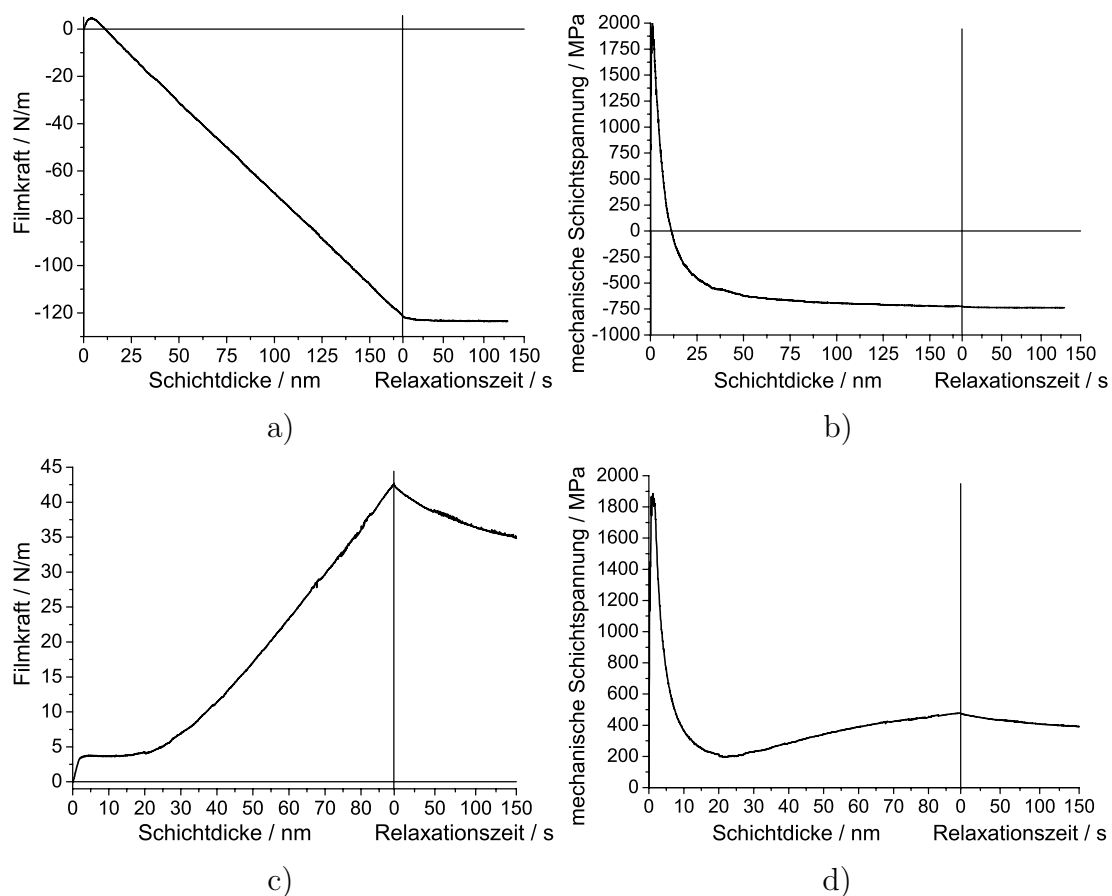 Filmkraft / N/m
0
-20
-40
-60
-80
-100
-120
0 25 50 75 100 125 150 0 50 100 150
Schichtdicke / nm Relaxationszeit / s
a)
mechanische Schichtspannung / MPa
2000
1750
1500
1250
1000
750
500
250
0
-250
-500
-750
-1000
0 25 50 75 100 125 150 0 50 100 150
Schichtdicke / nm Relaxationszeit / s
b)
Filmkraft / N/m
45
40
35
30
25
20
15
10
5
0
0 10 20 30 40 50 60 70 80 0 50 100 150
Schichtdicke / nm Relaxationszeit / s
c)
mechanische Schichtspannung / MPa
2000
1800
1600
1400
1200
1000
800
600
400
200
0
0 10 20 30 40 50 60 70 80 0 50 100 150
Schichtdicke / nm Relaxationszeit / s
d)